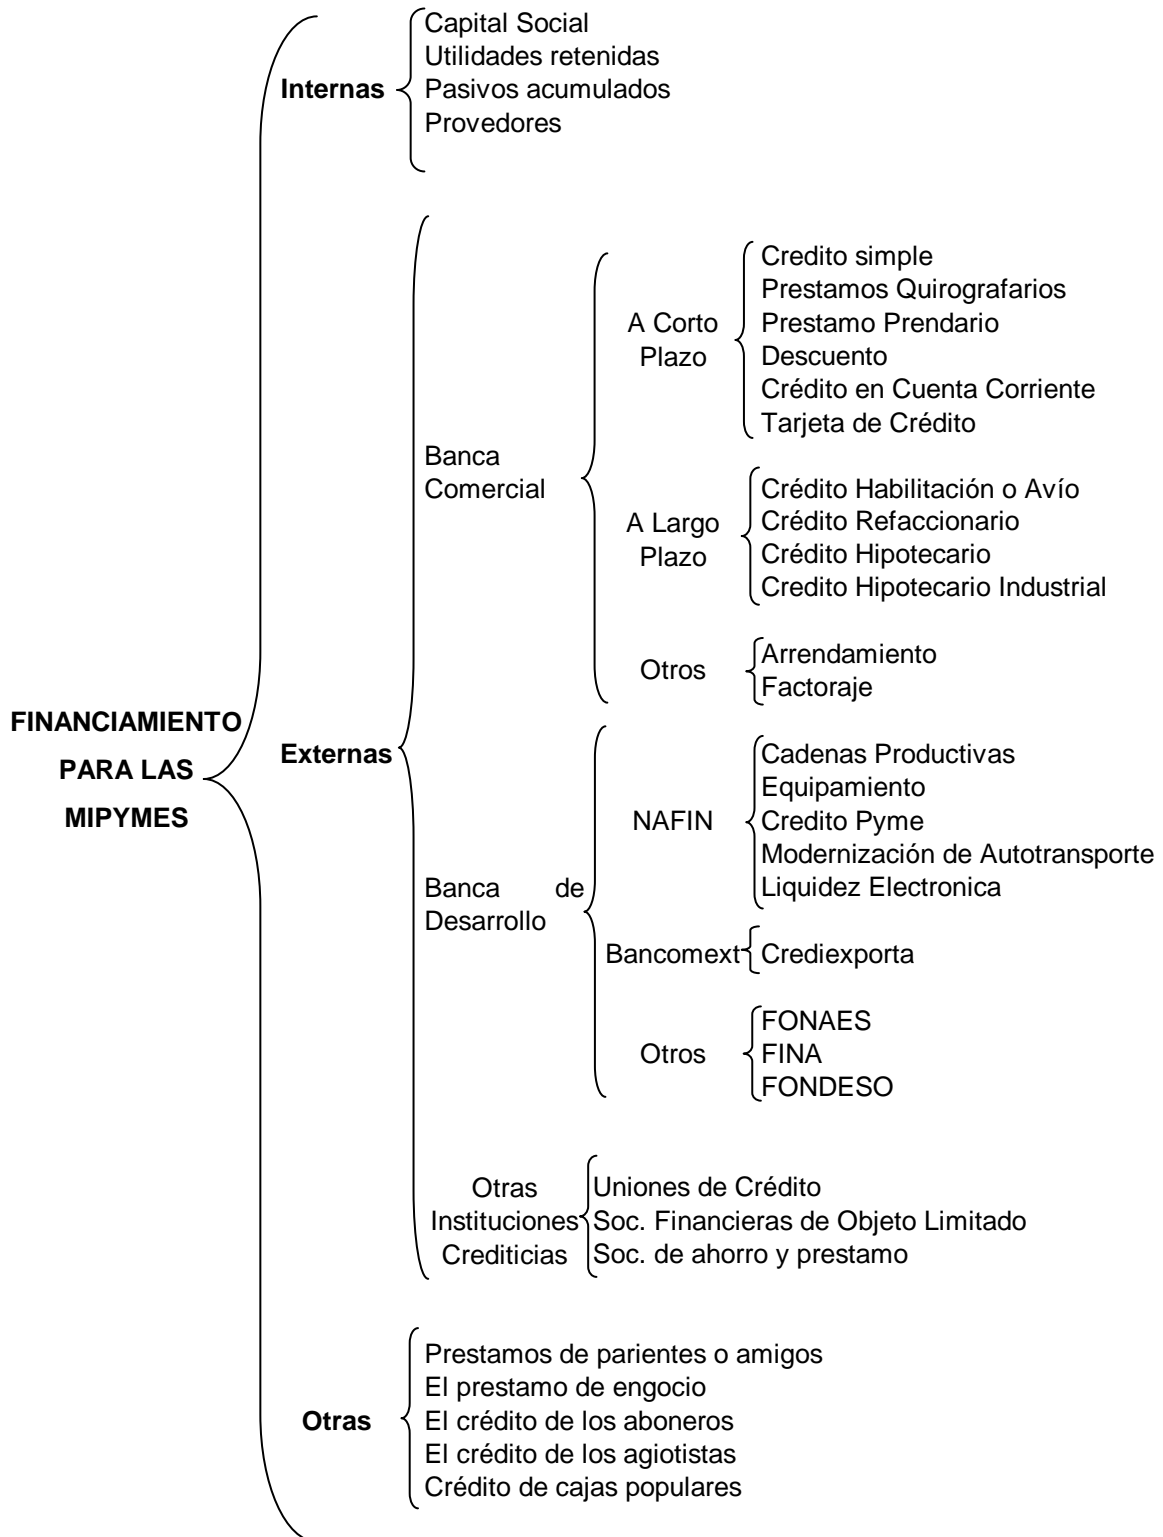 FINANCIAMIENTO
PARA LAS
MIPYMES
Internas
Capital Social
Utilidades retenidas
Pasivos acumulados
Provedores
Externas
Banca
Comercial
A Corto
Plazo
Credito simple
Prestamos Quirografarios
Prestamo Prendario
Descuento
Crédito en Cuenta Corriente
Tarjeta de Crédito
A Largo
Plazo
Crédito Habilitación o Avío
Crédito Refaccionario
Crédito Hipotecario
Credito Hipotecario Industrial
Otros
Arrendamiento
Factoraje
Banca de
Desarrollo
NAFIN
Cadenas Productivas
Equipamiento
Credito Pyme
Modernización de Autotransporte
Liquidez Electronica
Bancomext
Crediexporta
Otros
FONAES
FINA
FONDESO
Otras
Instituciones
Crediticias
Uniones de Crédito
Soc. Financieras de Objeto Limitado
Soc. de ahorro y prestamo
Otras
Prestamos de parientes o amigos
El prestamo de engocio
El crédito de los aboneros
El crédito de los agiotistas
Crédito de cajas populares